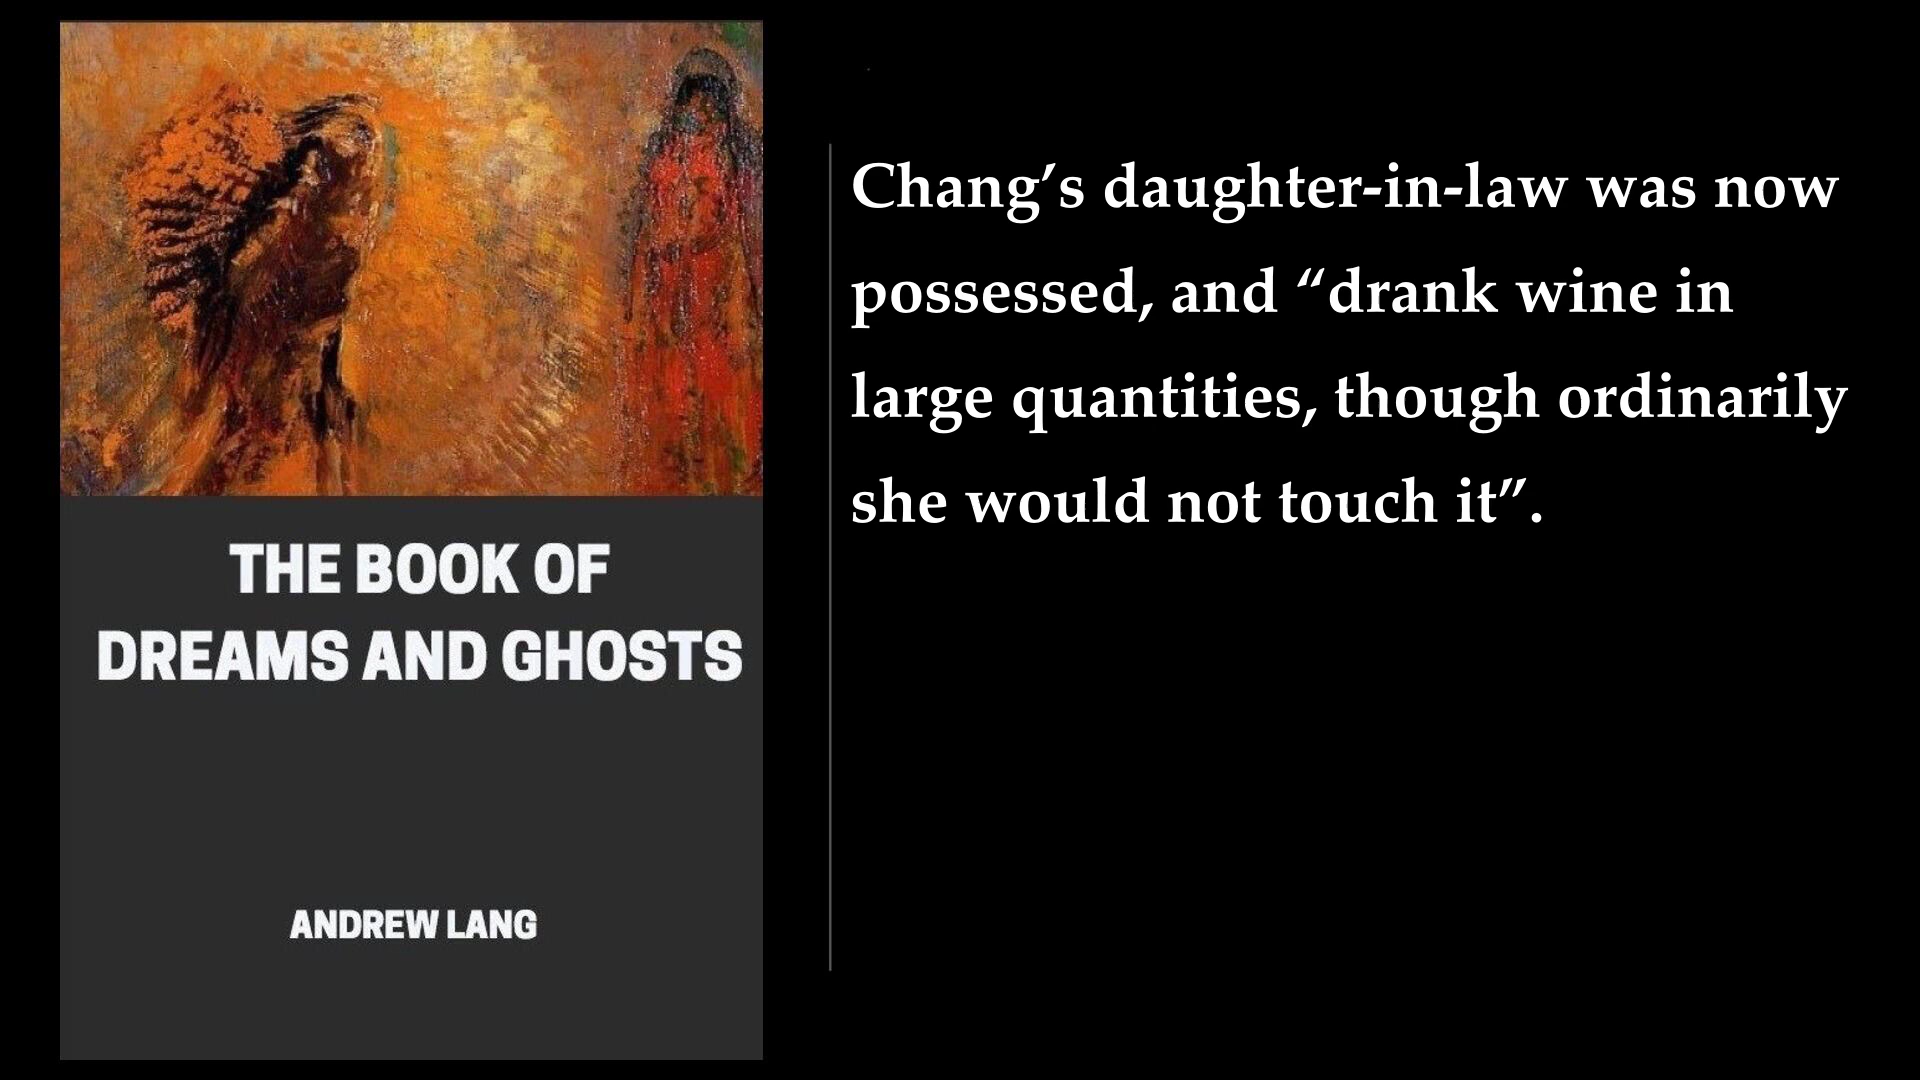 THE BOOK OF
DREAMS AND GHOSTS
ANDREW LANG
Chang’s daughter-in-law was now
possessed, and “drank wine in
large quantities, though ordinarily
she would not touch it”.